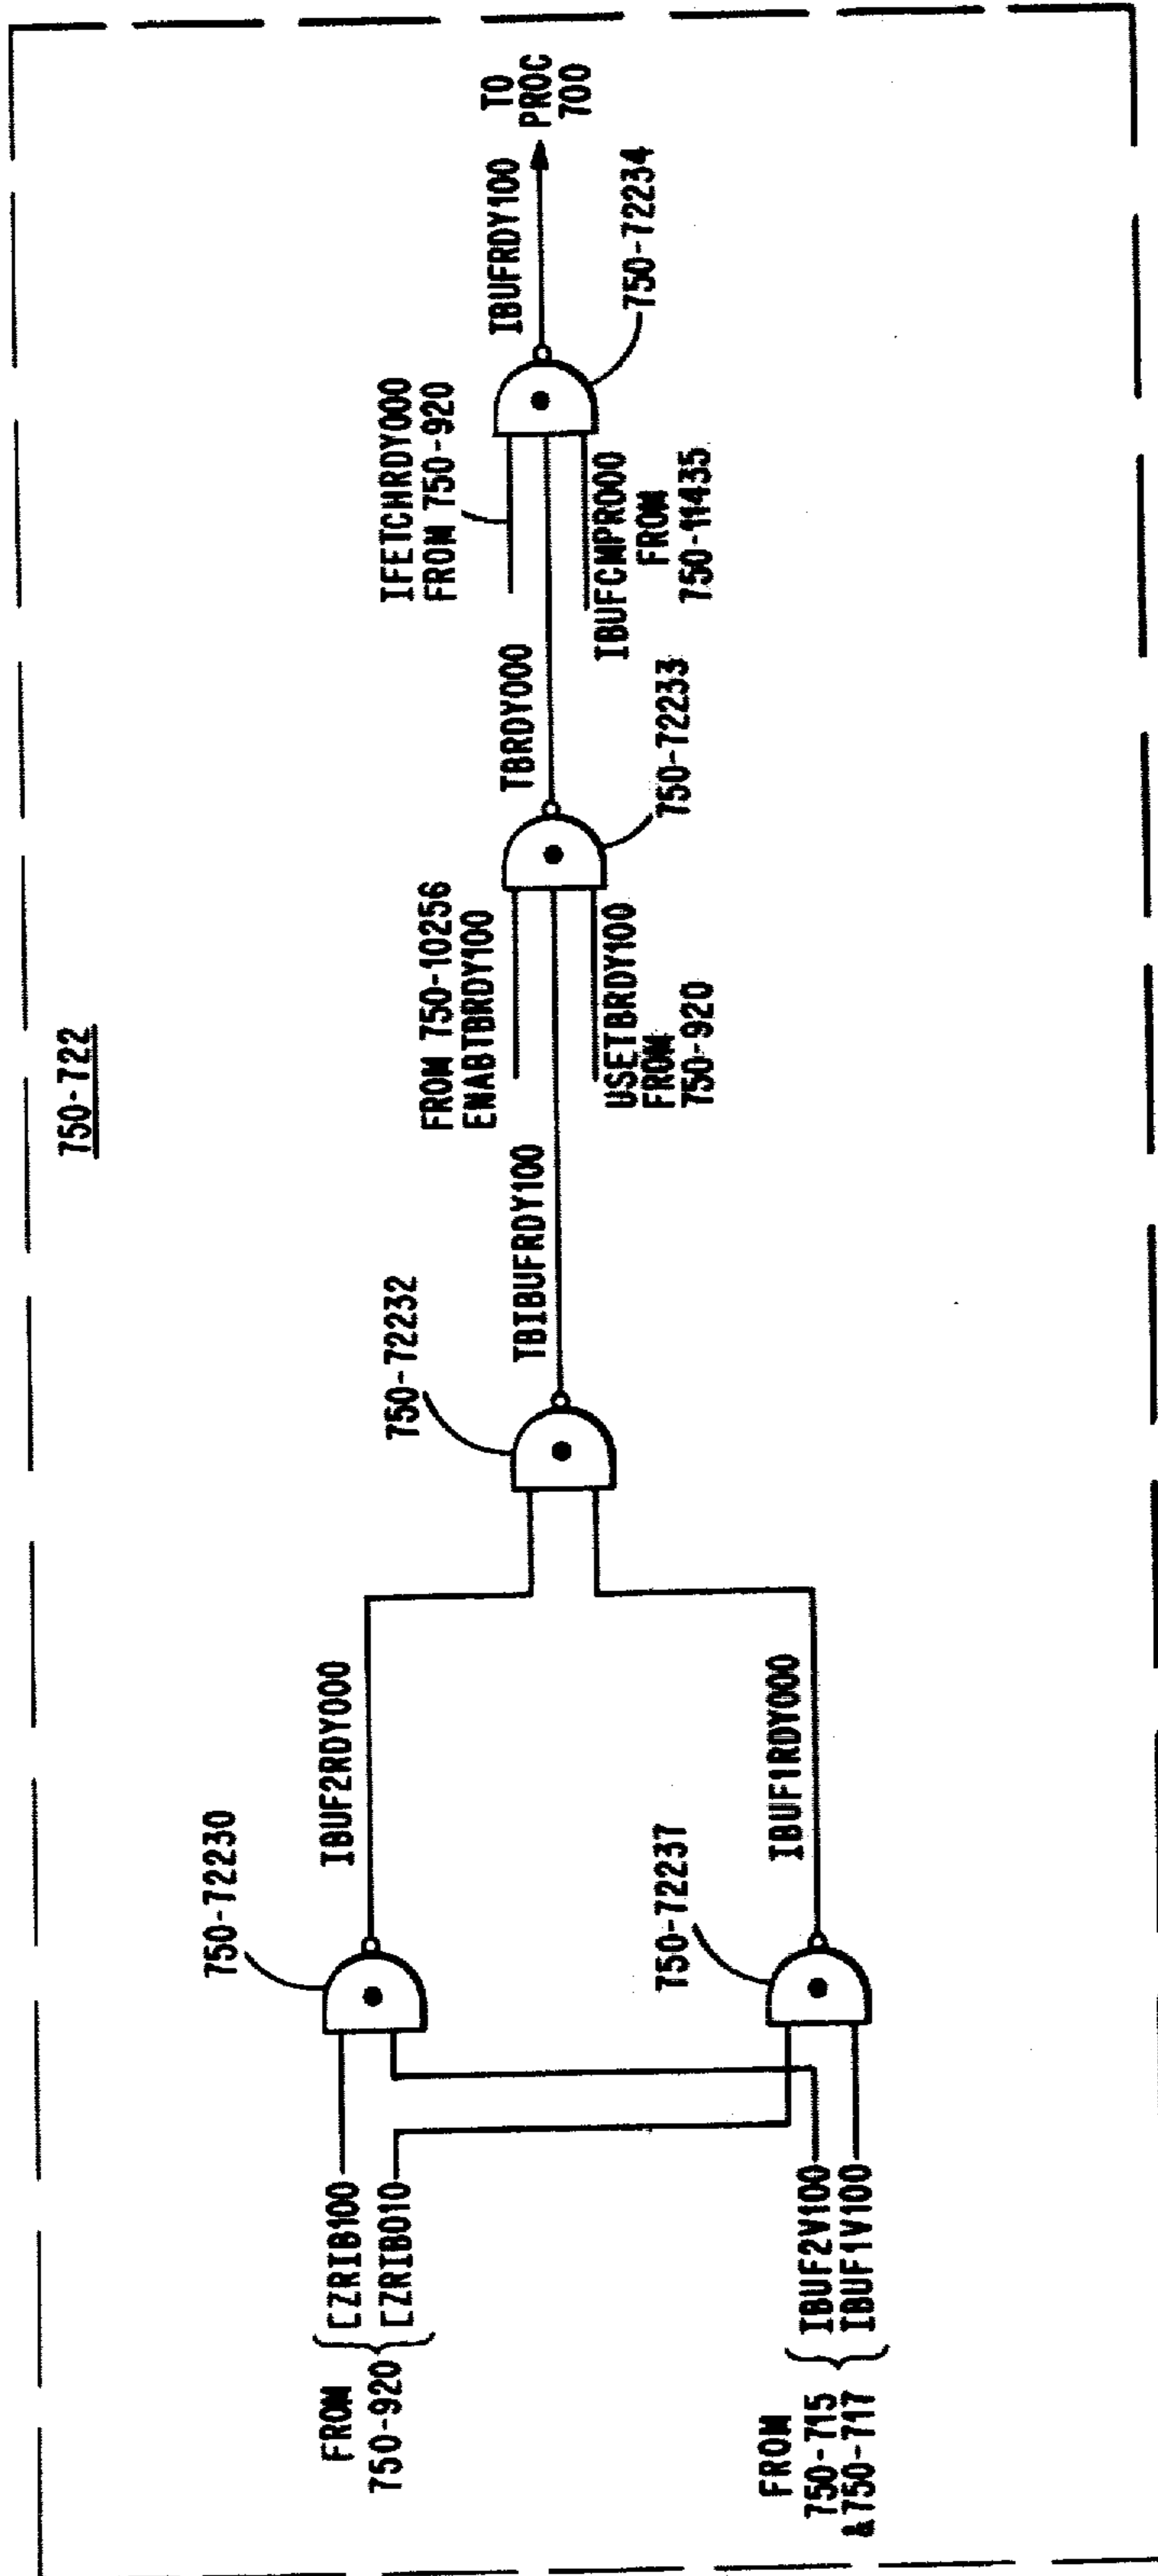 750-722
FROM
750-920
[ZRIB100
[ZRIB010
FROM
750-715
&750-717
IBUF2V100
IBUF1V100
750-72230
IBUF2RDY000
750-72237
IBUF1RDY000
750-72232
TBIBUFRDY100
FROM 750-10256
ENABTBRDY100
USETBRDY100
FROM
750-920
750-72233
TBRDY000
IFETCHRDY000
FROM 750-920
IBUFCMPR000
FROM
750-11435
750-72234
IBUFRDY100
TO
PROC
700